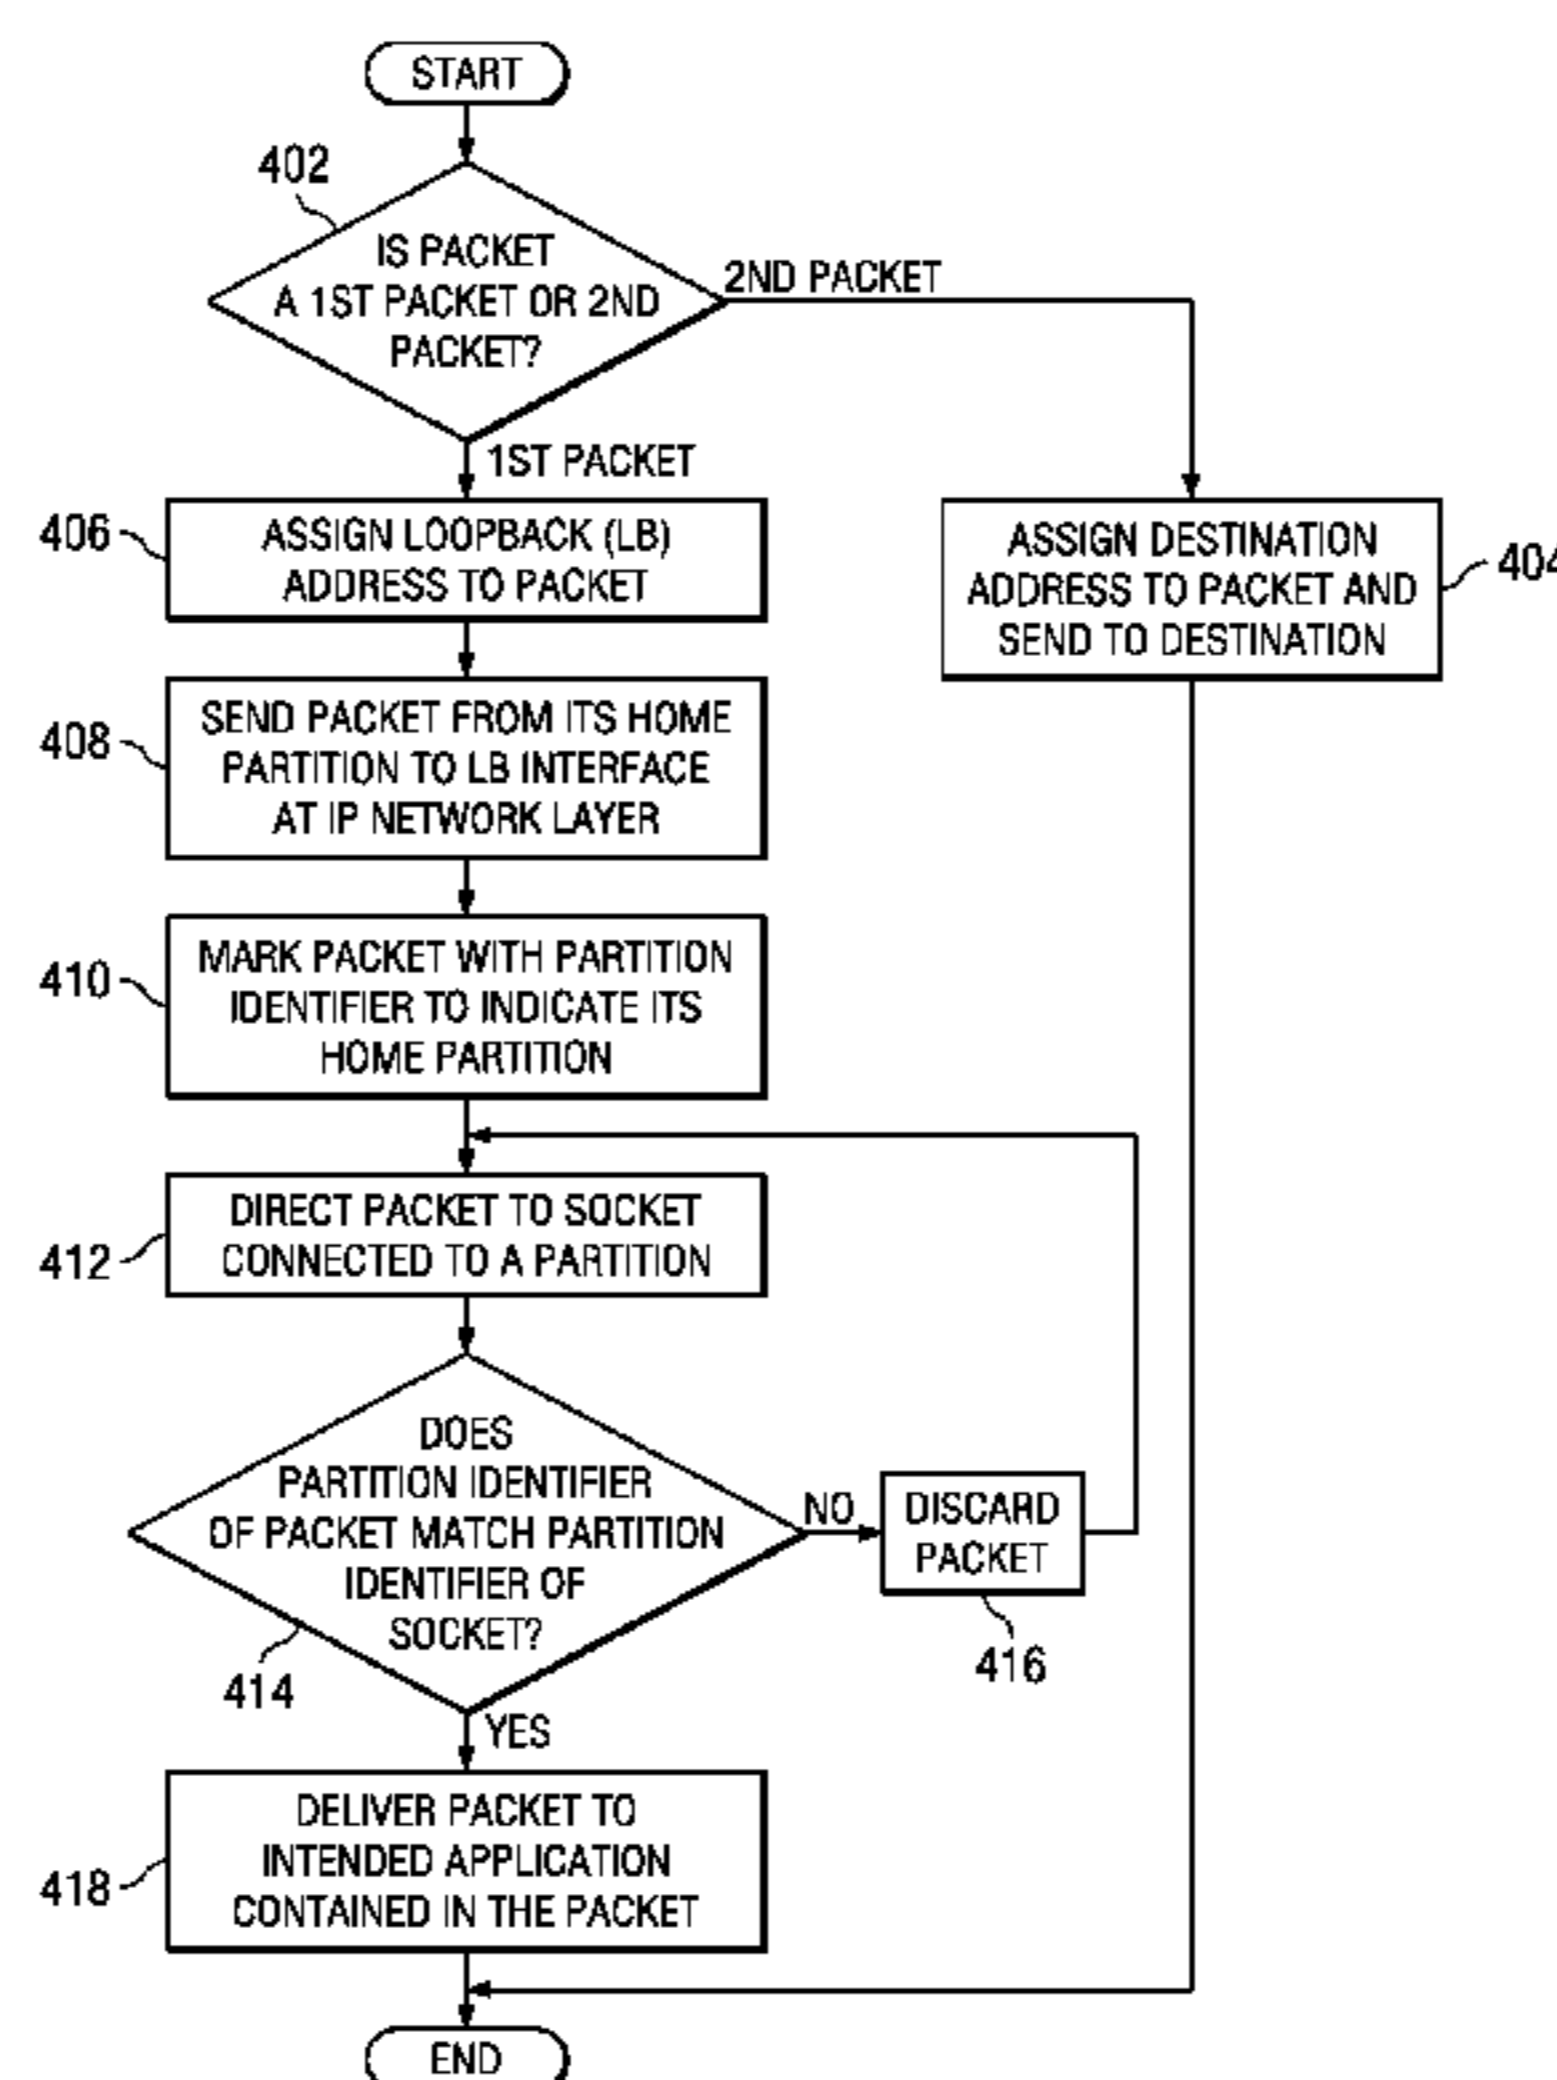 START
402
IS PACKET
A 1ST PACKET OR 2ND
PACKET?
2ND PACKET
1ST PACKET
406
ASSIGN LOOPBACK (LB)
ADDRESS TO PACKET
ASSIGN DESTINATION
ADDRESS TO PACKET AND
SEND TO DESTINATION
404
408
SEND PACKET FROM ITS HOME
PARTITION TO LB INTERFACE
AT IP NETWORK LAYER
410
MARK PACKET WITH PARTITION
IDENTIFIER TO INDICATE ITS
HOME PARTITION
412
DIRECT PACKET TO SOCKET
CONNECTED TO A PARTITION
DOES
PARTITION IDENTIFIER
OF PACKET MATCH PARTITION
IDENTIFIER OF
SOCKET?
414
NO
DISCARD
PACKET
416
YES
418
DELIVER PACKET TO
INTENDED APPLICATION
CONTAINED IN THE PACKET
END